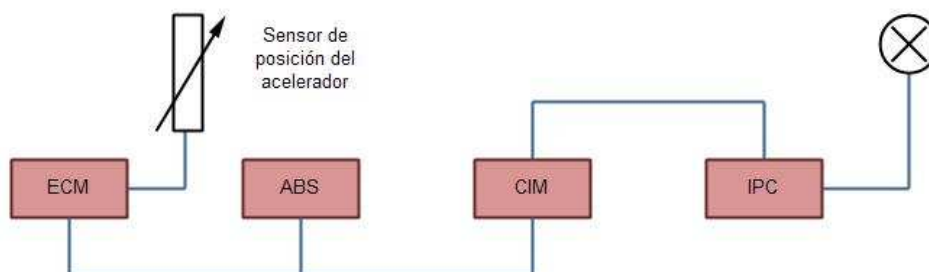 Sensor de
posición del
acelerador
ECM
ABS
CIM
IPC